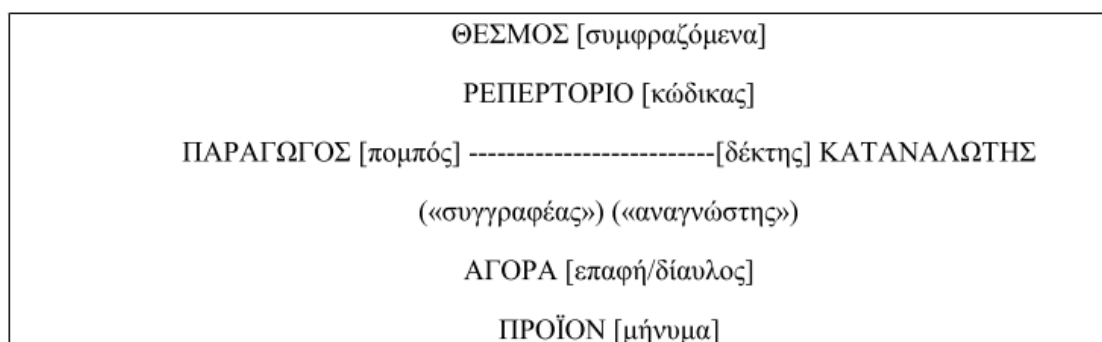 ΘΕΣΜΟΣ [συμφραζόμενα]
ΡΕΠΕΡΤΟΡΙΟ [κώδικας]
ΠΑΡΑΓΩΓΟΣ [πομπός] --------------------------[δέκτης] ΚΑΤΑΝΑΛΩΤΗΣ
(«συγγραφέας») («αναγνώστης»)
ΑΓΟΡΑ [επαφή/δίαυλος]
ΠΡΟΪΟΝ [μήνυμα]